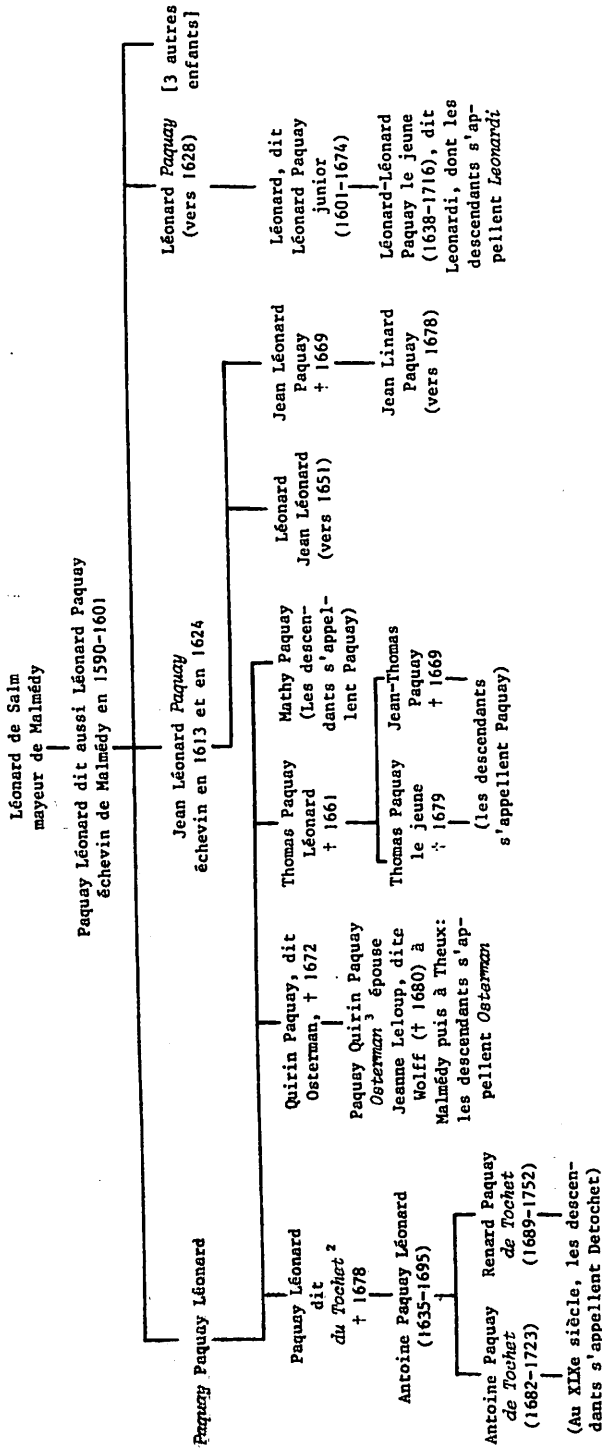 Léonard de Salm
mayeur de Malmédy
Paquay Léonard dit aussi Léonard Paquay
échevin de Malmédy en 1590-1601
Paquay Paquay Léonard
Jean Léonard Paquay
échevin en 1613 et en 1624
Léonard Paquay
(vers 1628)
[3 autres
enfants]
Paquay Léonard
dit
du Tochet ²
† 1678
Quirin Paquay, dit
Osterman, † 1672
Thomas Paquay
Léonard
† 1661
Mathy Paquay
(Les descen-
dants s'appel-
lent Paquay)
Léonard
Jean Léonard
(vers 1651)
Jean Léonard
Paquay
† 1669
Léonard, dit
Léonard Paquay
junior
(1601-1674)
Antoine Paquay Léonard
(1635-1695)
Paquay Quirin Paquay
Osterman ³ épouse
Jeanne Leloup, dite
Wolff († 1680) à
Malmédy puis à Theux:
les descendants s'ap-
pellent Osterman
Thomas Paquay
le jeune
† 1679
Jean-Thomas
Paquay
† 1669
(les descendants
s'appellent Paquay)
Jean Linard
Paquay
(vers 1678)
Léonard-Léonard
Paquay le jeune
(1638-1716), dit
Leonardi, dont les
descendants s'ap-
pellent Leonardi
Antoine Paquay
de Tochet
(1682-1723)
Renard Paquay
de Tochet
(1689-1752)
(Au XIXe siècle, les descen-
dants s'appellent Detochet)